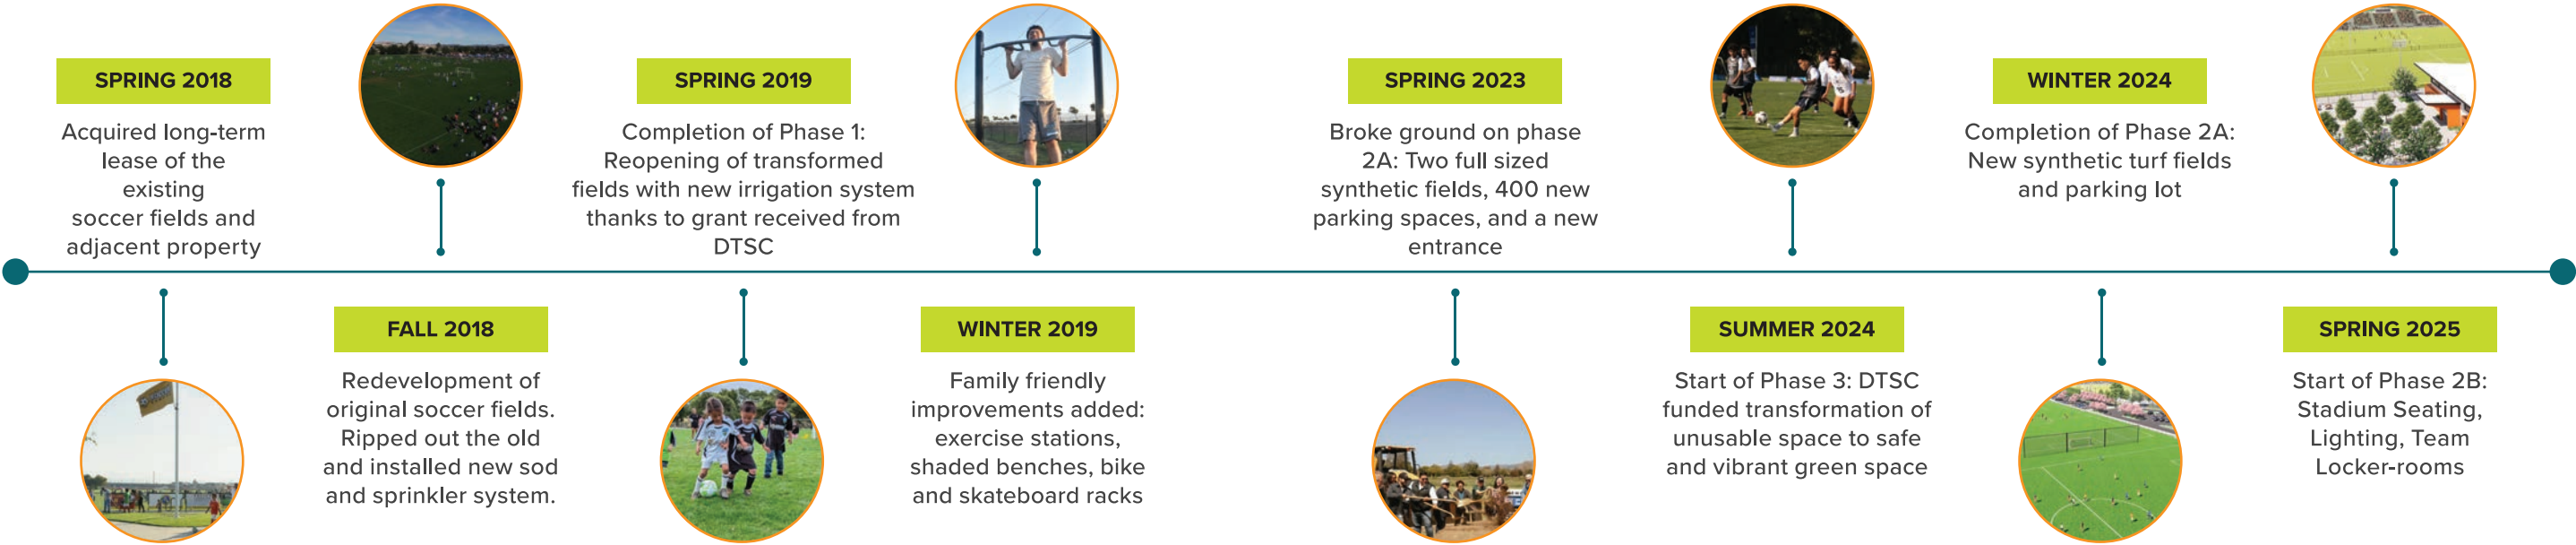 SPRING 2018
Acquired long-term
lease of the
existing
soccer fields and
adjacent property
FALL 2018
Redevelopment of
original soccer fields.
Ripped out the old
and installed new sod
and sprinkler system.
SPRING 2019
Completion of Phase 1:
Reopening of transformed
fields with new irrigation system
thanks to grant received from
DTSC
WINTER 2019
Family friendly
improvements added:
exercise stations,
shaded benches, bike
and skateboard racks
SPRING 2023
Broke ground on phase
2A: Two full sized
synthetic fields, 400 new
parking spaces, and a new
entrance
SUMMER 2024
Start of Phase 3: DTSC
funded transformation of
unusable space to safe
and vibrant green space
WINTER 2024
Completion of Phase 2A:
New synthetic turf fields
and parking lot
SPRING 2025
Start of Phase 2B:
Stadium Seating,
Lighting, Team
Locker-rooms